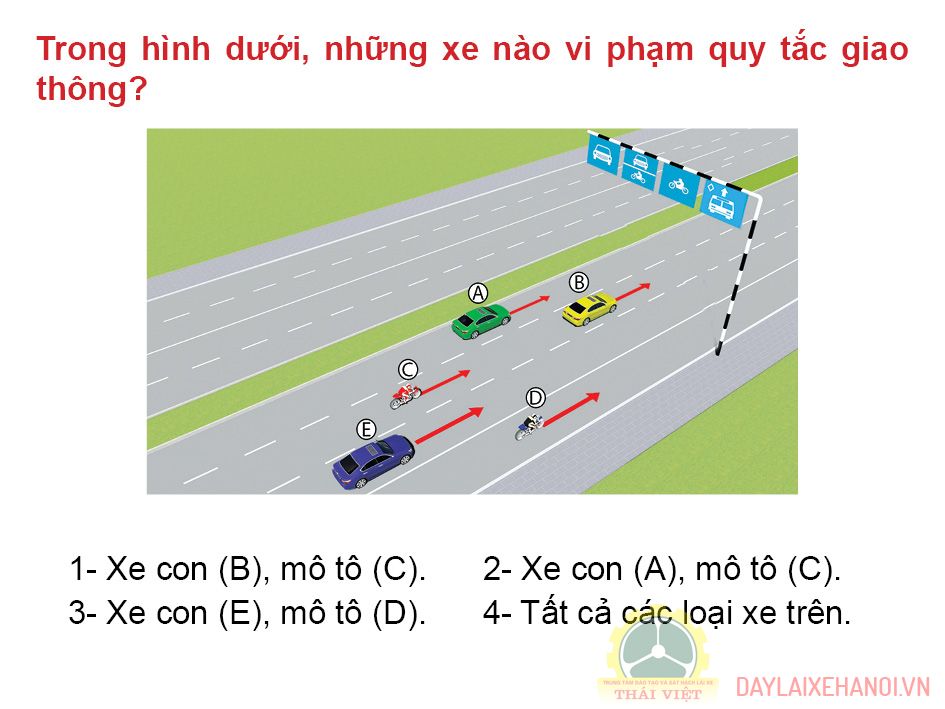 Trong hình dưới, những xe nào vi phạm quy tắc giao
thông?
A
B
C
D
E
1- Xe con (B), mô tô (C).
2- Xe con (A), mô tô (C).
3- Xe con (E), mô tô (D).
4- Tất cả các loại xe trên.
TRUNG TÂM ĐÀO TẠO VÀ SÁT HẠCH LÁI XE
THÁI VIỆT
DAYLAIXEHANOI.VN